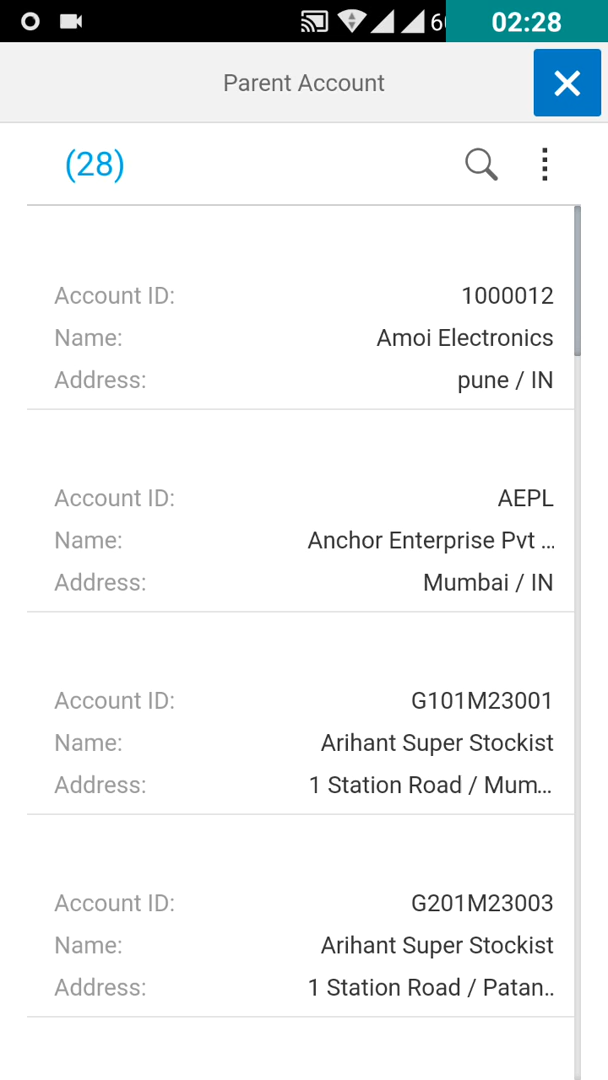 02:28
Parent Account
(28)
Account ID: 1000012
Name: Amoi Electronics
Address: pune / IN
Account ID: AEPL
Name: Anchor Enterprise Pvt ...
Address: Mumbai / IN
Account ID: G101M23001
Name: Arihant Super Stockist
Address: 1 Station Road / Mum...
Account ID: G201M23003
Name: Arihant Super Stockist
Address: 1 Station Road / Patan..